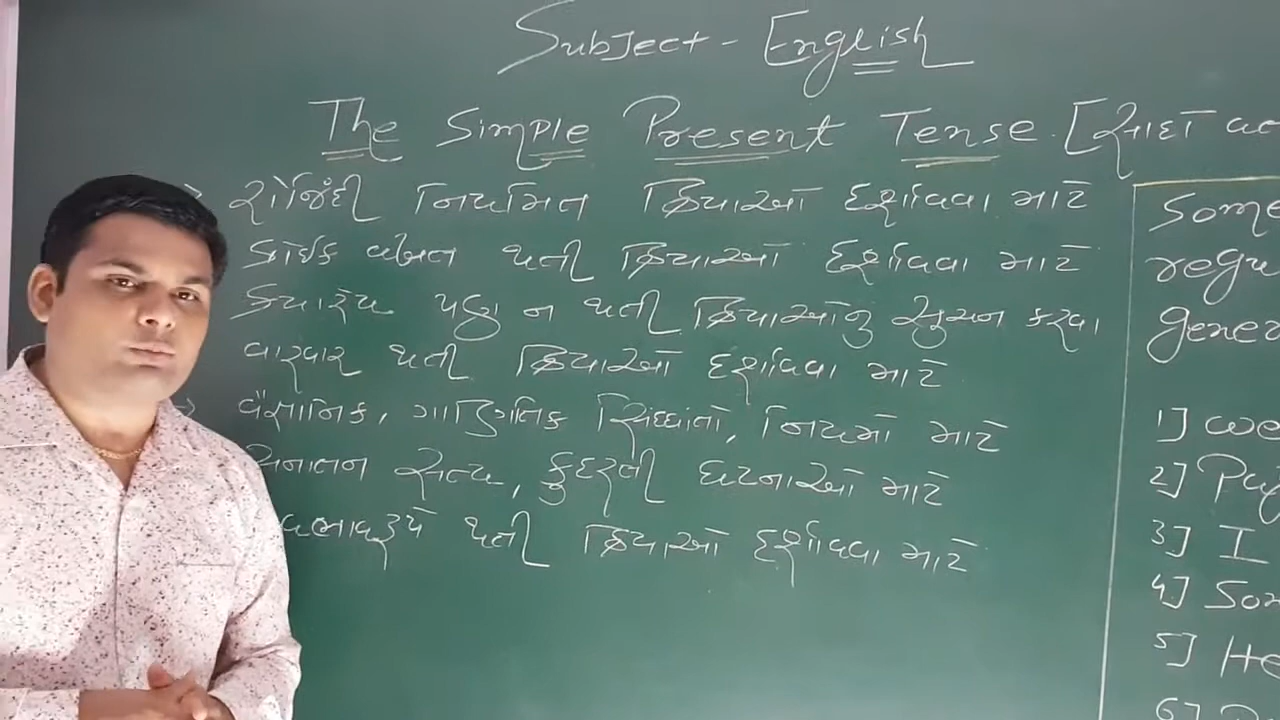 Subject - English
The Simple Present Tense. [સાદો
રોજિંદી નિયમિત ક્રિયાઓ દર્શાવવા માટે
કોઈક વખત થતી ક્રિયાઓ દર્શાવવા માટે
ક્યારેય પણ ન થતી ક્રિયાઓનુ સુચન કરવા
વારવાર થતી ક્રિયાઓ દર્શાવવા માટે
વૈજ્ઞાનિક, ગાણિતિક સિધ્ધાંતો, નિયમો માટે
સનાતન સત્ય, કુદરતી ઘટનાઓ માટે
થતી ક્રિયાઓ દર્શાવવા માટે
Some
regu
gener
1] we
2] Pu
3] I
4] Som
5] He
6]